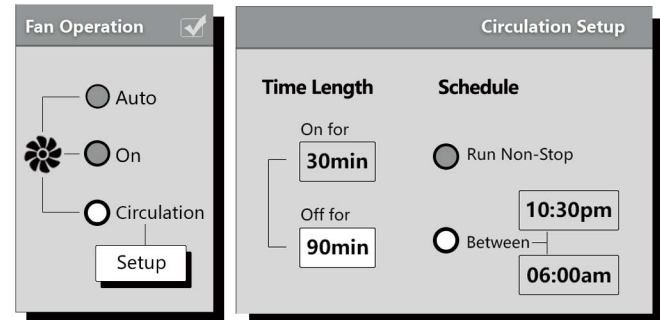 Fan Operation
Auto
On
Circulation
Setup
Circulation Setup
Time Length
On for
30min
Off for
90min
Schedule
Run Non-Stop
Between
10:30pm
06:00am